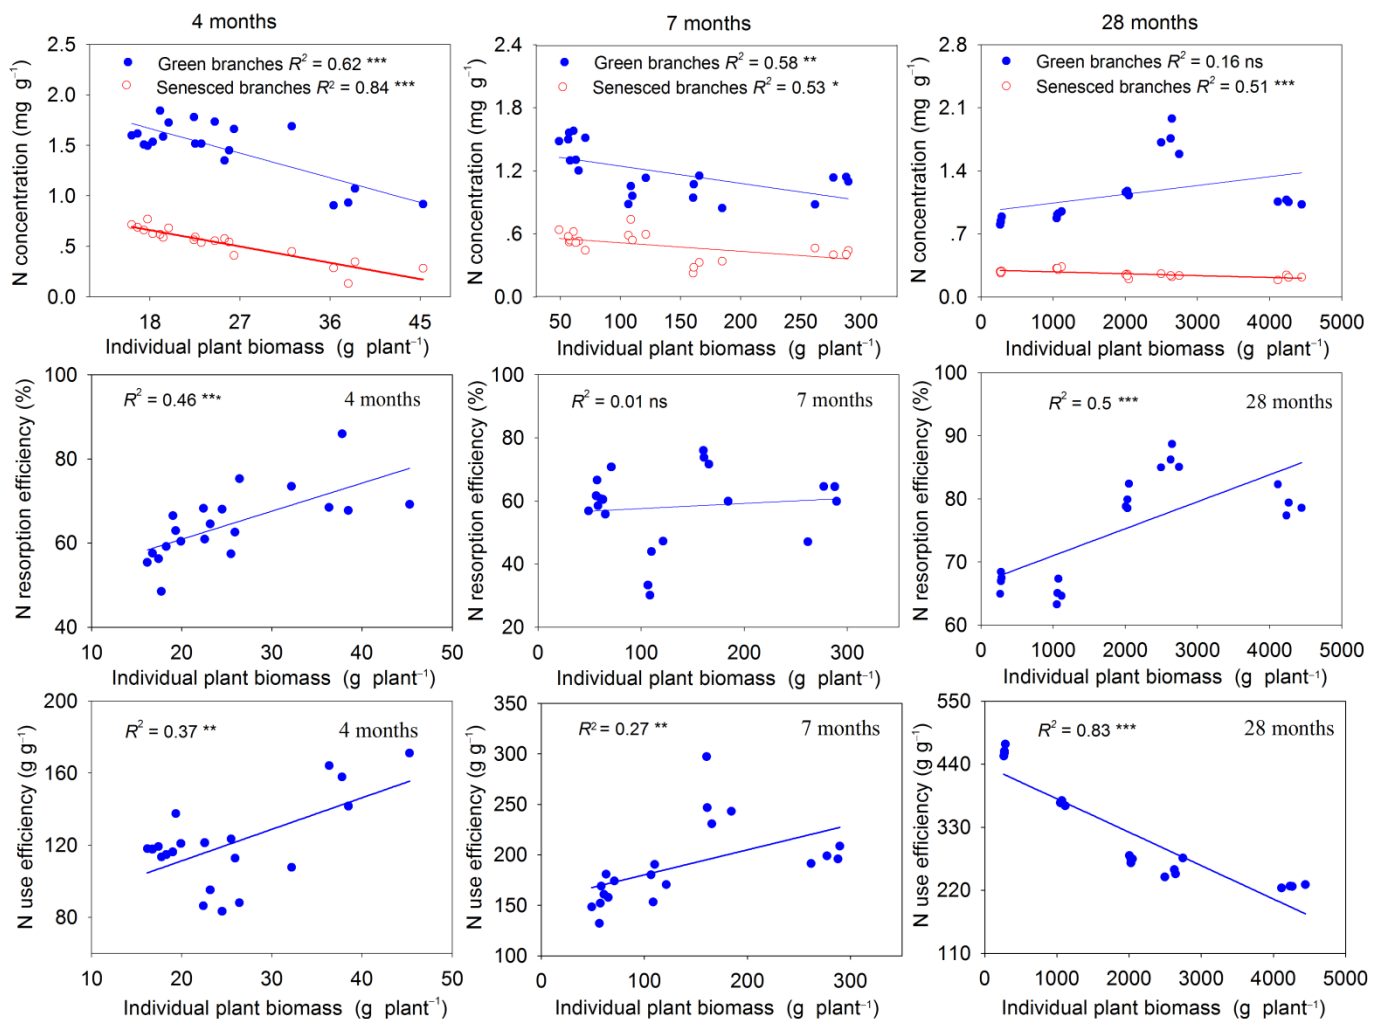 4 months
7 months
28 months
N concentration (mg g⁻¹)
2.5
2.0
1.5
1.0
.5
0.0
Green branches R² = 0.62 ***
Senesced branches R² = 0.84 ***
18
27
36
45
Individual plant biomass (g plant⁻¹)
N concentration (mg g⁻¹)
2.4
1.8
1.2
.6
0.0
Green branches R² = 0.58 **
Senesced branches R² = 0.53 *
50
100
150
200
250
300
Individual plant biomass (g plant⁻¹)
N concentration (mg g⁻¹)
2.8
2.1
1.4
.7
0.0
Green branches R² = 0.16 ns
Senesced branches R² = 0.51 ***
0
1000
2000
3000
4000
5000
Individual plant biomass (g plant⁻¹)
N resorption efficiency (%)
100
80
60
40
R² = 0.46 ***
4 months
10
20
30
40
50
Individual plant biomass (g plant⁻¹)
N resorption efficiency (%)
100
80
60
40
20
R² = 0.01 ns
7 months
0
100
200
300
Individual plant biomass (g plant⁻¹)
N resorption efficiency (%)
100
90
80
70
60
R² = 0.5 ***
28 months
0
1000
2000
3000
4000
5000
Individual plant biomass (g plant⁻¹)
N use efficiency (g g⁻¹)
200
160
120
80
R² = 0.37 **
4 months
10
20
30
40
50
Individual plant biomass (g plant⁻¹)
N use efficiency (g g⁻¹)
350
300
250
200
150
100
R² = 0.27 **
7 months
0
100
200
300
Individual plant biomass (g plant⁻¹)
N use efficiency (g g⁻¹)
550
440
330
220
110
R² = 0.83 ***
28 months
0
1000
2000
3000
4000
5000
Individual plant biomass (g plant⁻¹)